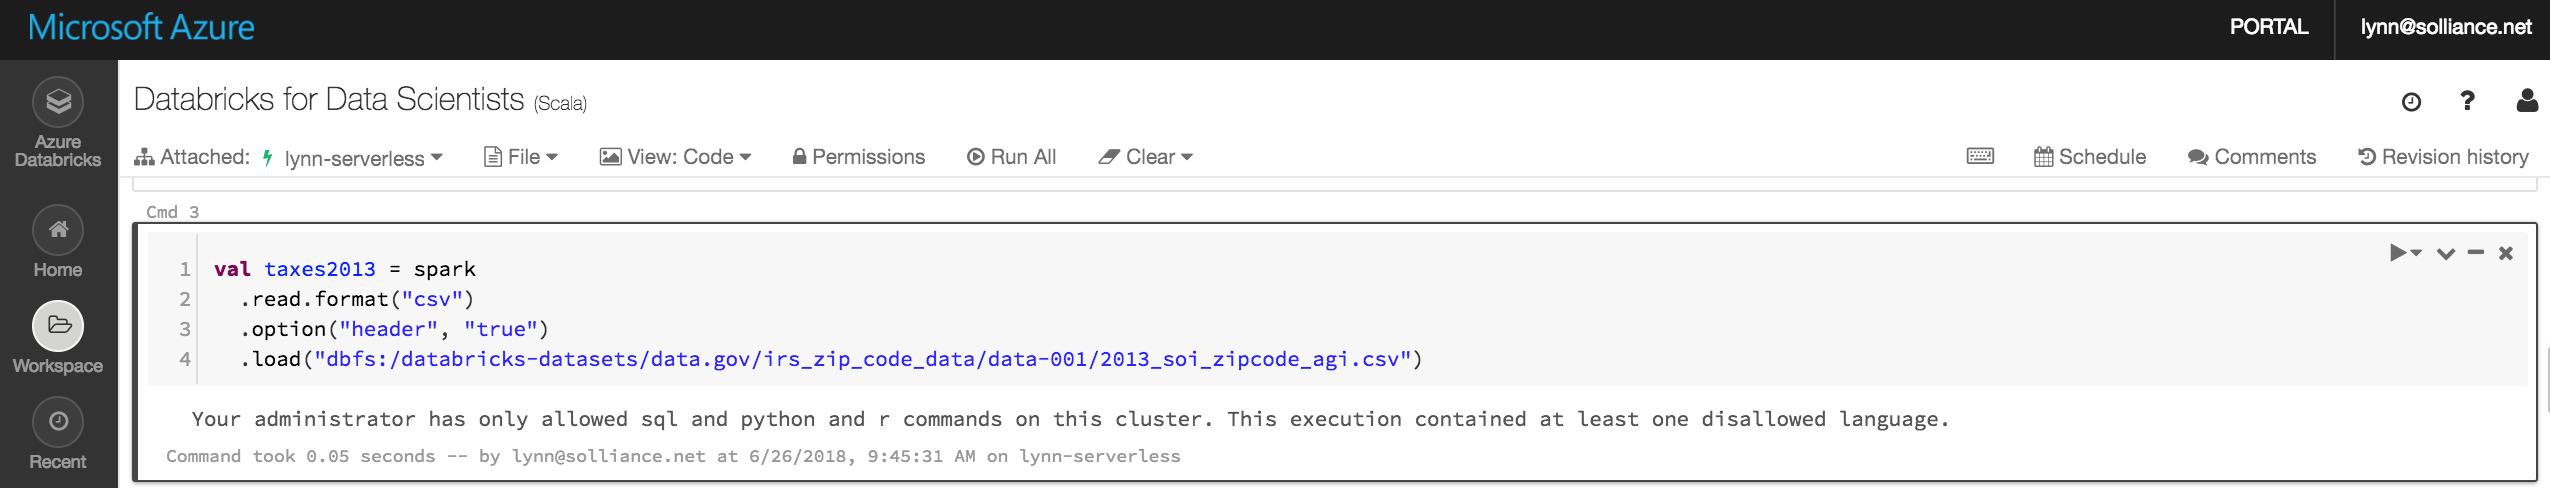 Microsoft Azure
PORTAL
lynn@solliance.net
Azure
Databricks
Home
Workspace
Recent
Databricks for Data Scientists (Scala)
?
Attached: lynn-serverless File View: Code Permissions Run All Clear Schedule Comments Revision history
Cmd 3
1 val taxes2013 = spark
2 .read.format("csv")
3 .option("header", "true")
4 .load("dbfs:/databricks-datasets/data.gov/irs_zip_code_data/data-001/2013_soi_zipcode_agi.csv")
Your administrator has only allowed sql and python and r commands on this cluster. This execution contained at least one disallowed language.
Command took 0.05 seconds -- by lynn@solliance.net at 6/26/2018, 9:45:31 AM on lynn-serverless